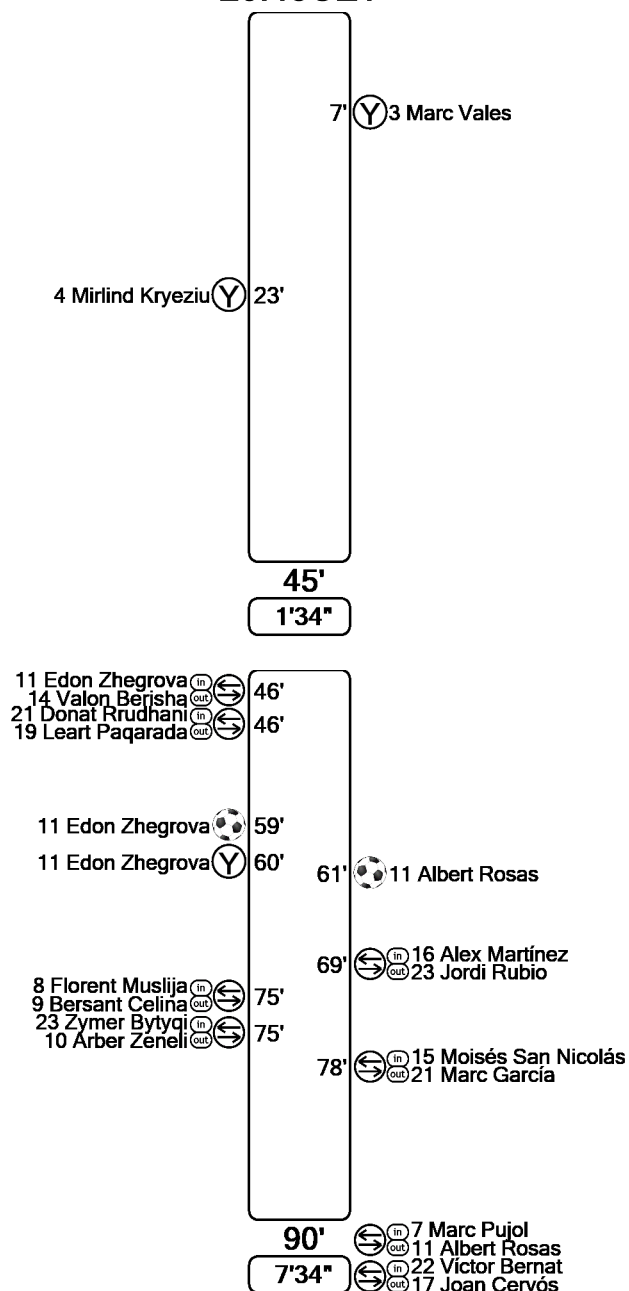 7' Y 3 Marc Vales
4 Mirlind Kryeziu Y 23'
45'
1'34"
11 Edon Zhegrova in
14 Valon Berisha out 46'
21 Donat Rrudhani in
19 Leart Paqarada out 46'
11 Edon Zhegrova 59'
11 Edon Zhegrova Y 60'
61' 11 Albert Rosas
69' in 16 Alex Martínez
out 23 Jordi Rubio
8 Florent Muslija in
9 Bersant Celina out 75'
23 Zymer Bytyqi in
10 Arber Zeneli out 75'
78' in 15 Moisés San Nicolás
out 21 Marc García
90'
in 7 Marc Pujol
out 11 Albert Rosas
7'34"
in 22 Víctor Bernat
out 17 Joan Cervós